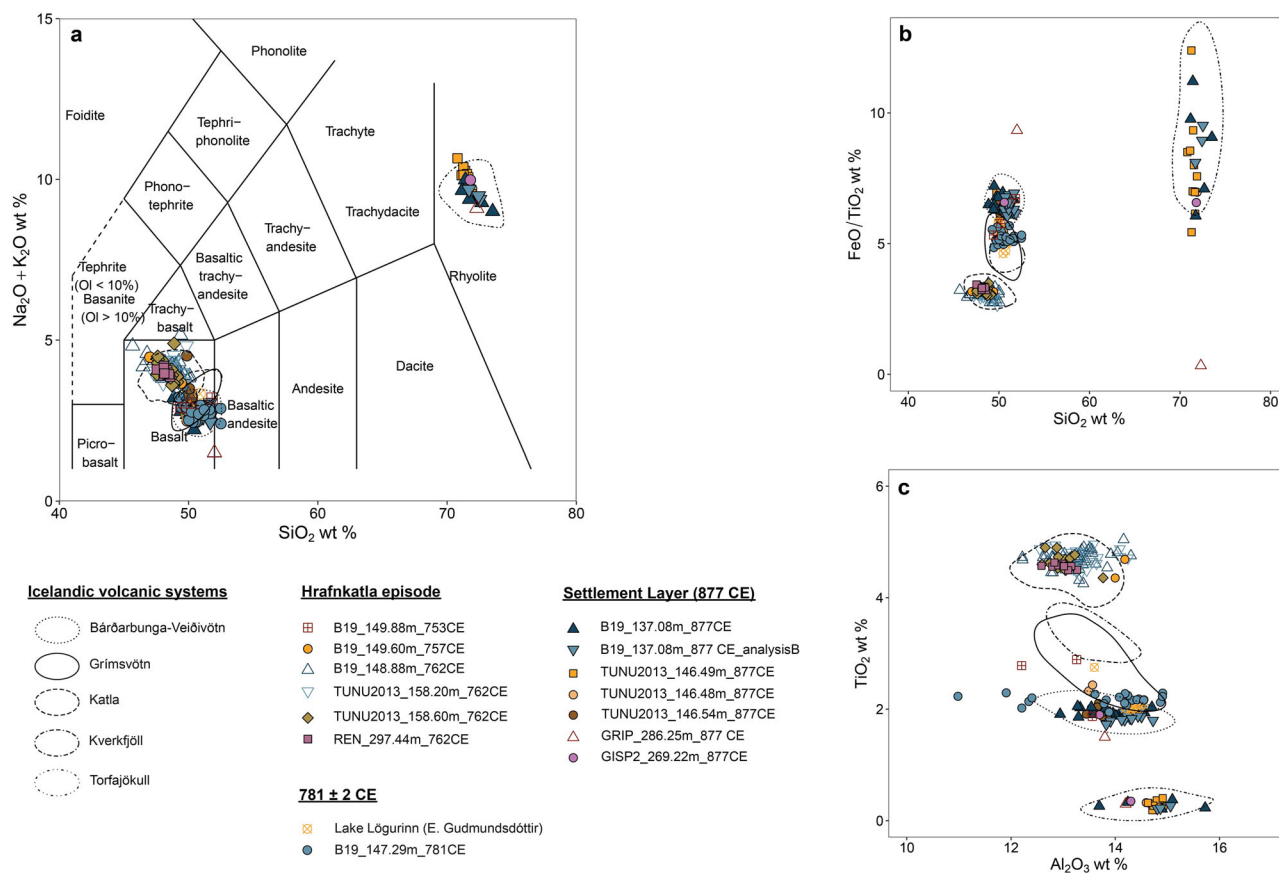 a
15
10
5
0
40
50
60
70
80
Na₂O + K₂O wt %
SiO₂ wt %
Phonolite
Foidite
Tephri−
phonolite
Trachyte
Phono−
tephrite
Trachydacite
Trachy−
andesite
Basaltic
trachy−
andesite
Tephrite
(Ol < 10%)
Basanite
(Ol > 10%)
Trachy−
basalt
Rhyolite
Dacite
Andesite
Basaltic
andesite
Basalt
Picro−
basalt
b
10
5
0
40
50
60
70
80
FeO/TiO₂ wt %
SiO₂ wt %
c
6
4
2
0
10
12
14
16
TiO₂ wt %
Al₂O₃ wt %
Icelandic volcanic systems
Bárðarbunga-Veiðivötn
Grímsvötn
Katla
Kverkfjöll
Torfajökull
Hrafnkatla episode
B19_149.88m_753CE
B19_149.60m_757CE
B19_148.88m_762CE
TUNU2013_158.20m_762CE
TUNU2013_158.60m_762CE
REN_297.44m_762CE
781 ± 2 CE
Lake Lögurinn (E. Gudmundsdóttir)
B19_147.29m_781CE
Settlement Layer (877 CE)
B19_137.08m_877CE
B19_137.08m_877 CE_analysisB
TUNU2013_146.49m_877CE
TUNU2013_146.48m_877CE
TUNU2013_146.54m_877CE
GRIP_286.25m_877 CE
GISP2_269.22m_877CE